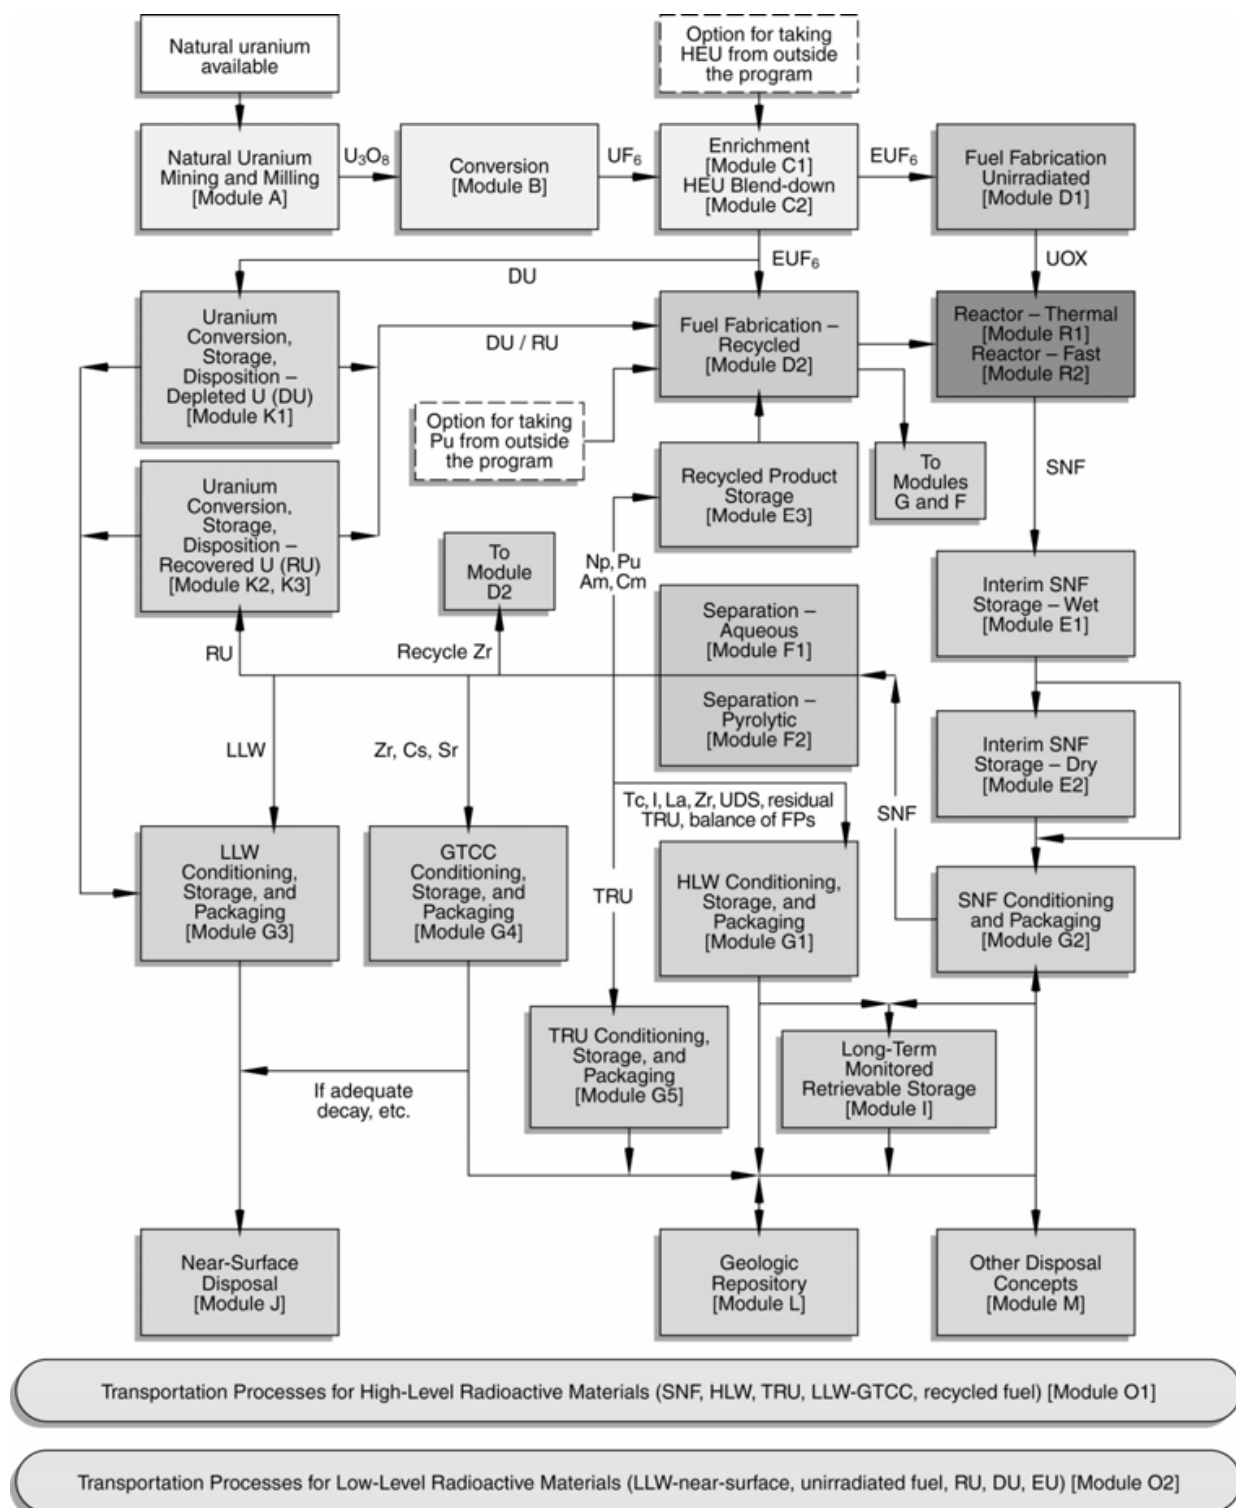 Natural uranium
available
Option for taking
HEU from outside
the program
Natural Uranium
Mining and Milling
[Module A]
U₃O₈
Conversion
[Module B]
UF₆
Enrichment
[Module C1]
HEU Blend-down
[Module C2]
EUF₆
Fuel Fabrication
Unirradiated
[Module D1]
DU
EUF₆
UOX
Uranium
Conversion,
Storage,
Disposition –
Depleted U (DU)
[Module K1]
DU / RU
Fuel Fabrication –
Recycled
[Module D2]
Reactor – Thermal
[Module R1]
Reactor – Fast
[Module R2]
Option for taking
Pu from outside
the program
Uranium
Conversion,
Storage,
Disposition –
Recovered U (RU)
[Module K2, K3]
Recycled Product
Storage
[Module E3]
To
Modules
G and F
SNF
To
Module
D2
Np, Pu
Am, Cm
Separation –
Aqueous
[Module F1]
Separation –
Pyrolytic
[Module F2]
Interim SNF
Storage – Wet
[Module E1]
RU
Recycle Zr
LLW
Zr, Cs, Sr
Interim SNF
Storage – Dry
[Module E2]
Tc, I, La, Zr, UDS, residual
TRU, balance of FPs
SNF
LLW
Conditioning,
Storage, and
Packaging
[Module G3]
GTCC
Conditioning,
Storage, and
Packaging
[Module G4]
TRU
HLW Conditioning,
Storage, and
Packaging
[Module G1]
SNF Conditioning
and Packaging
[Module G2]
TRU Conditioning,
Storage, and
Packaging
[Module G5]
Long-Term
Monitored
Retrievable Storage
[Module I]
If adequate
decay, etc.
Near-Surface
Disposal
[Module J]
Geologic
Repository
[Module L]
Other Disposal
Concepts
[Module M]
Transportation Processes for High-Level Radioactive Materials (SNF, HLW, TRU, LLW-GTCC, recycled fuel) [Module O1]
Transportation Processes for Low-Level Radioactive Materials (LLW-near-surface, unirradiated fuel, RU, DU, EU) [Module O2]